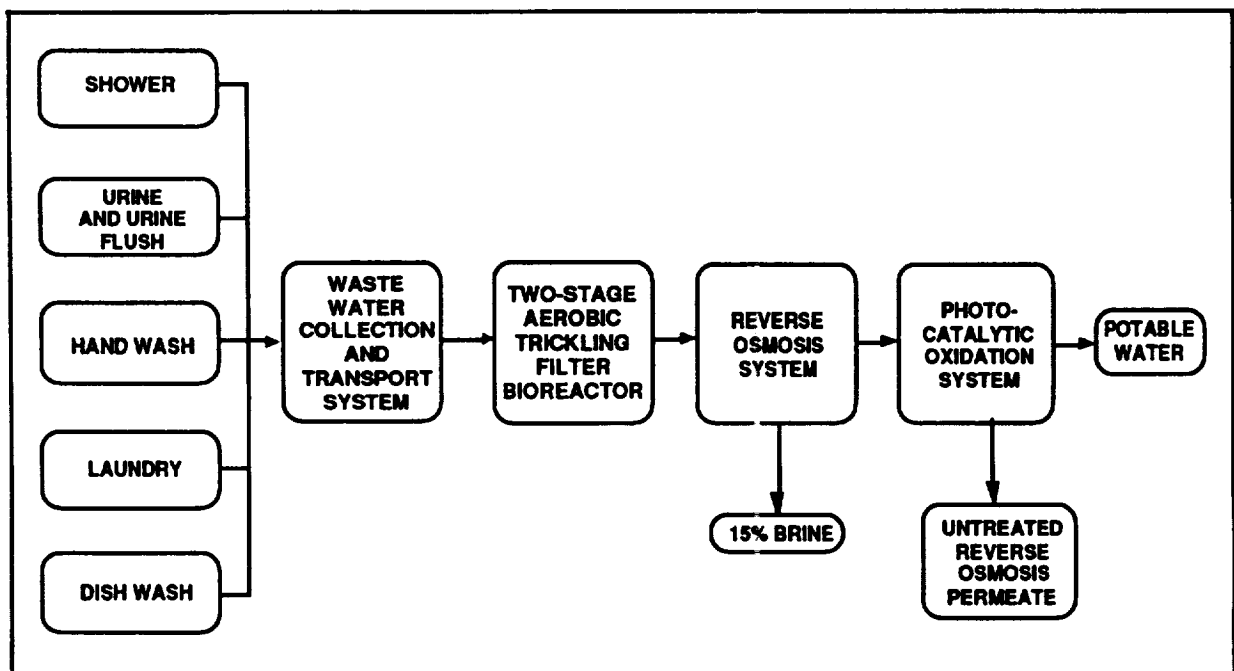 SHOWER
URINE
AND URINE
FLUSH
HAND WASH
LAUNDRY
DISH WASH
WASTE
WATER
COLLECTION
AND
TRANSPORT
SYSTEM
TWO-STAGE
AEROBIC
TRICKLING
FILTER
BIOREACTOR
REVERSE
OSMOSIS
SYSTEM
15% BRINE
PHOTO-
CATALYTIC
OXIDATION
SYSTEM
UNTREATED
REVERSE
OSMOSIS
PERMEATE
POTABLE
WATER